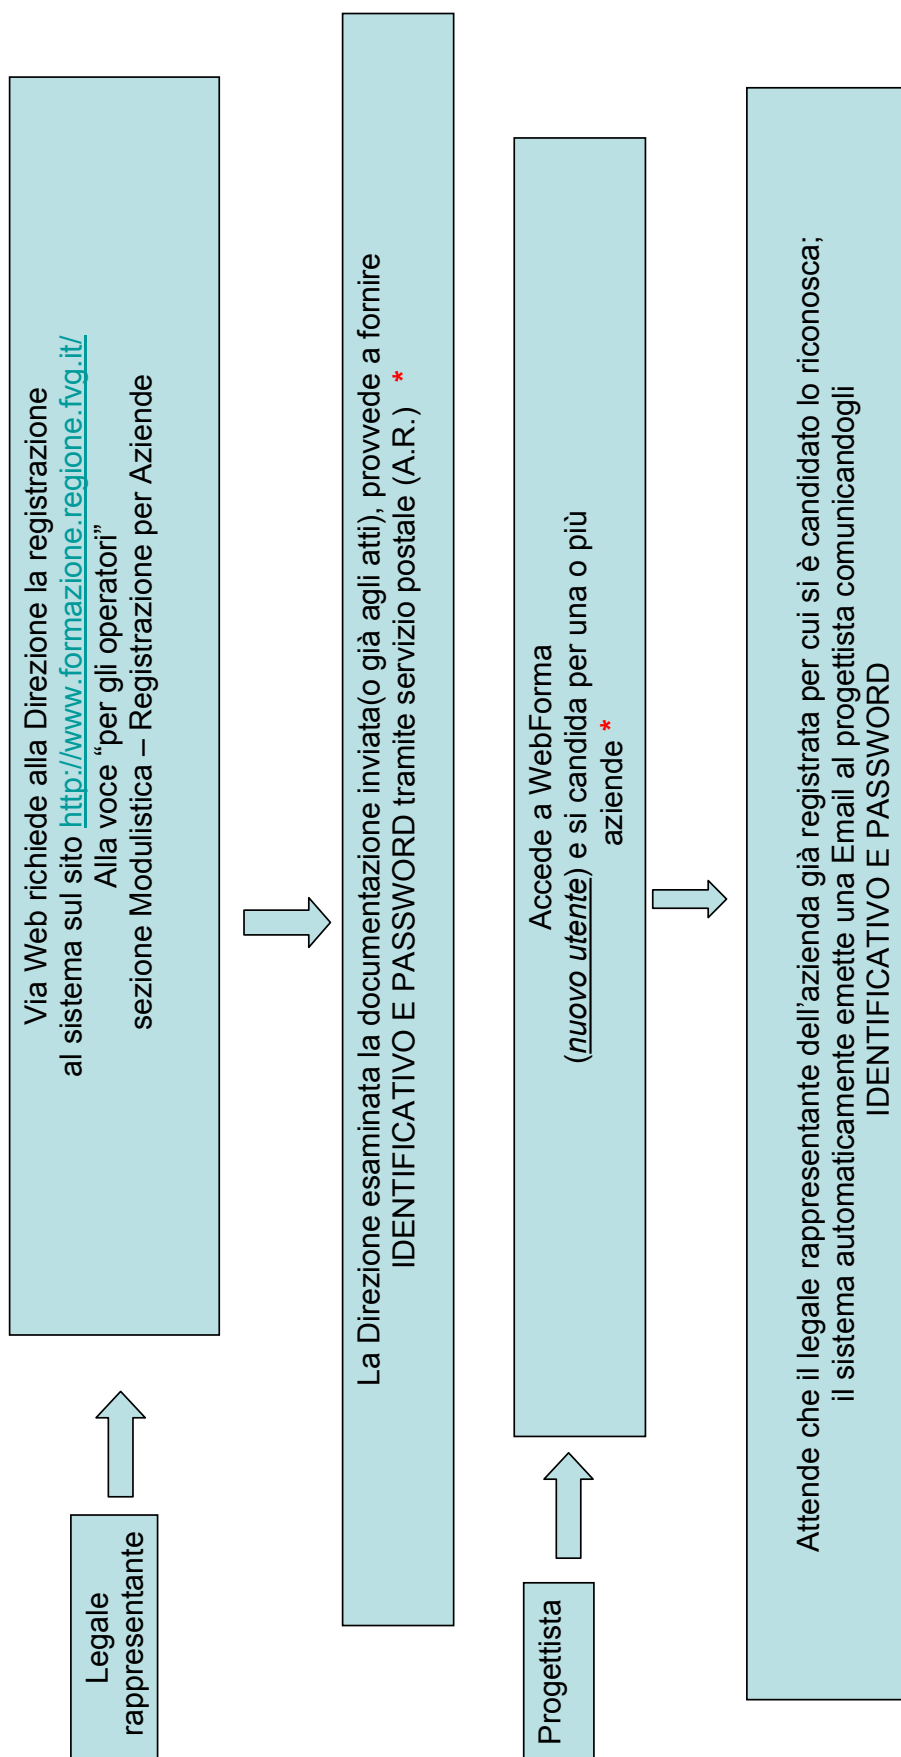 Legale
rappresentante
Via Web richiede alla Direzione la registrazione
al sistema sul sito http://www.formazione.regione.fvg.it/
Alla voce “per gli operatori”
sezione Modulistica – Registrazione per Aziende
La Direzione esaminata la documentazione inviata(o già agli atti), provvede a fornire
IDENTIFICATIVO E PASSWORD tramite servizio postale (A.R.) *
Progettista
Accede a WebForma
(nuovo utente) e si candida per una o più
aziende *
Attende che il legale rappresentante dell’azienda già registrata per cui si è candidato lo riconosca;
il sistema automaticamente emette una Email al progettista comunicandogli
IDENTIFICATIVO E PASSWORD